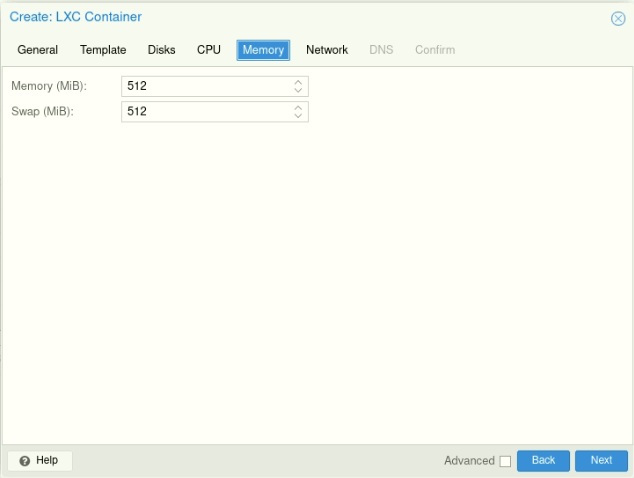 Create: LXC Container
General Template Disks CPU Memory Network DNS Confirm
Memory (MiB): 512
Swap (MiB): 512
Help Advanced Back Next